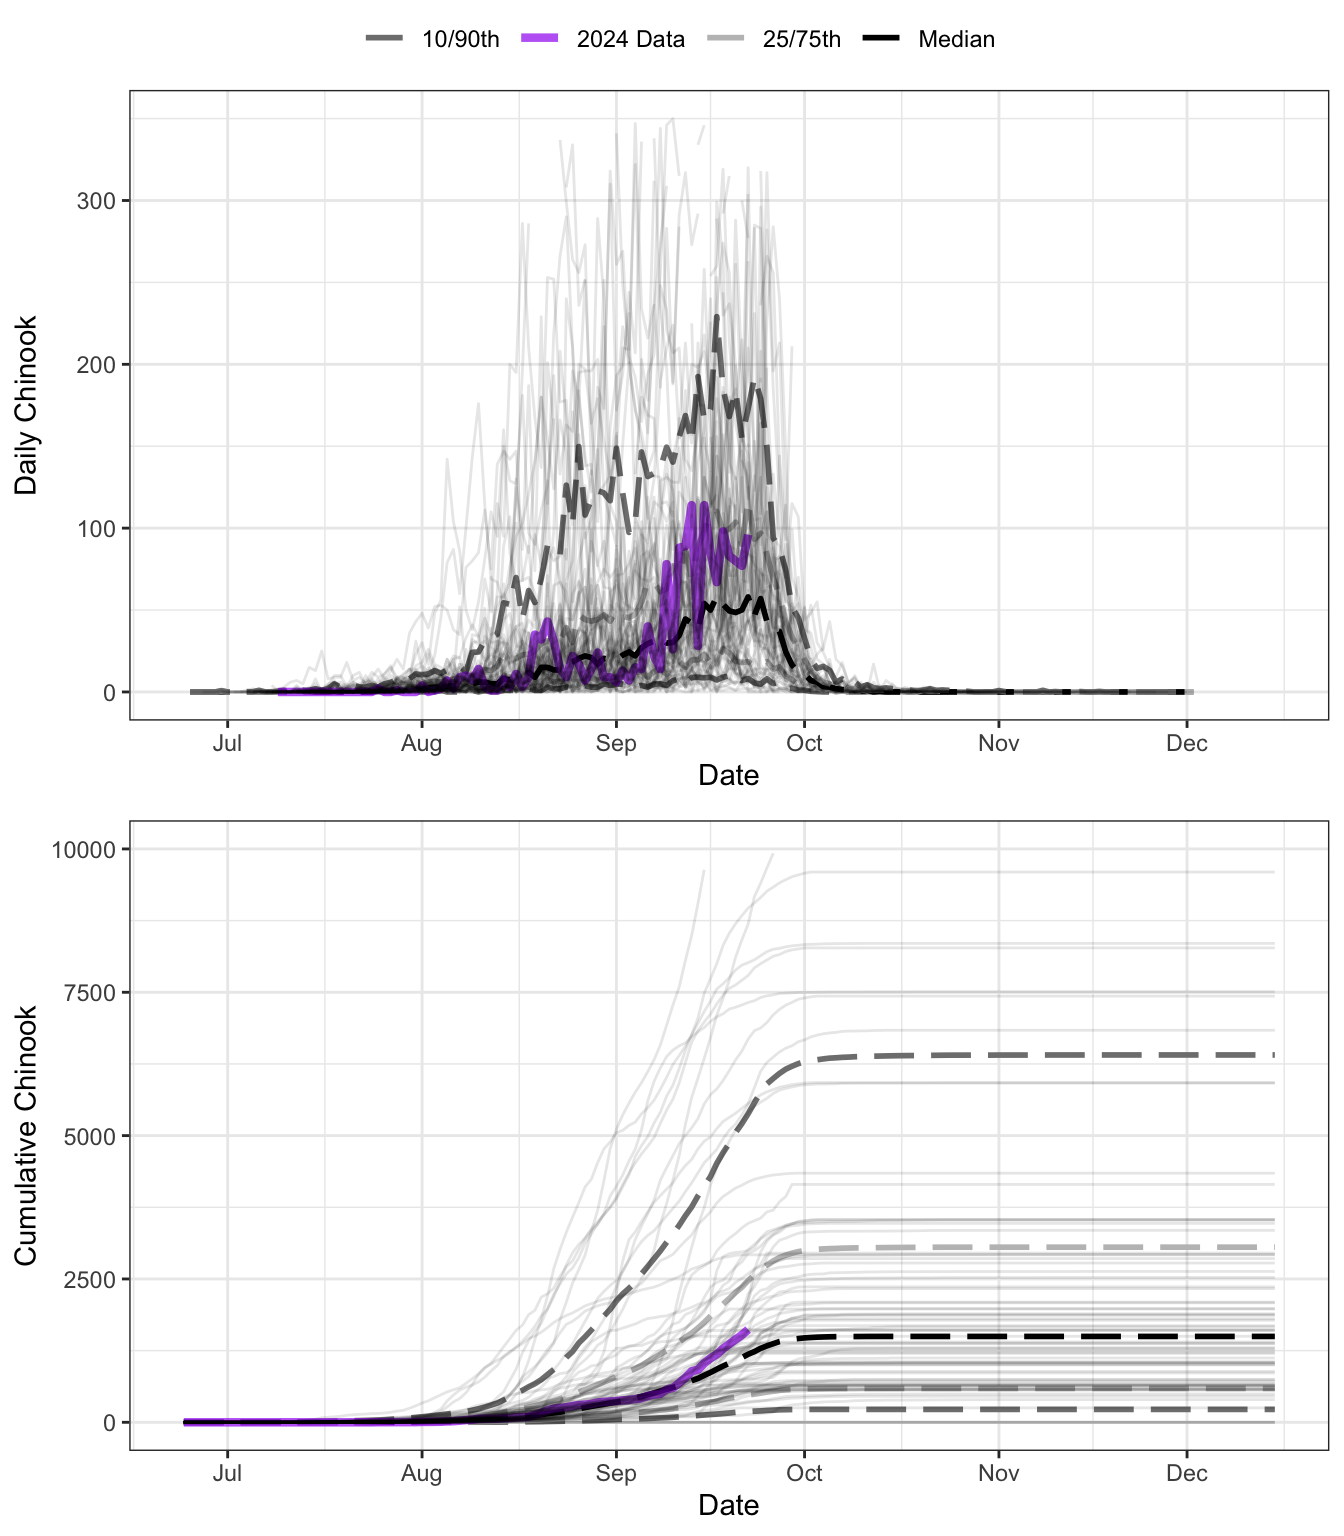 10/90th 2024 Data 25/75th Median
300
200
100
0
Daily Chinook
Jul Aug Sep Oct Nov Dec
Date
10000
7500
5000
2500
0
Cumulative Chinook
Jul Aug Sep Oct Nov Dec
Date